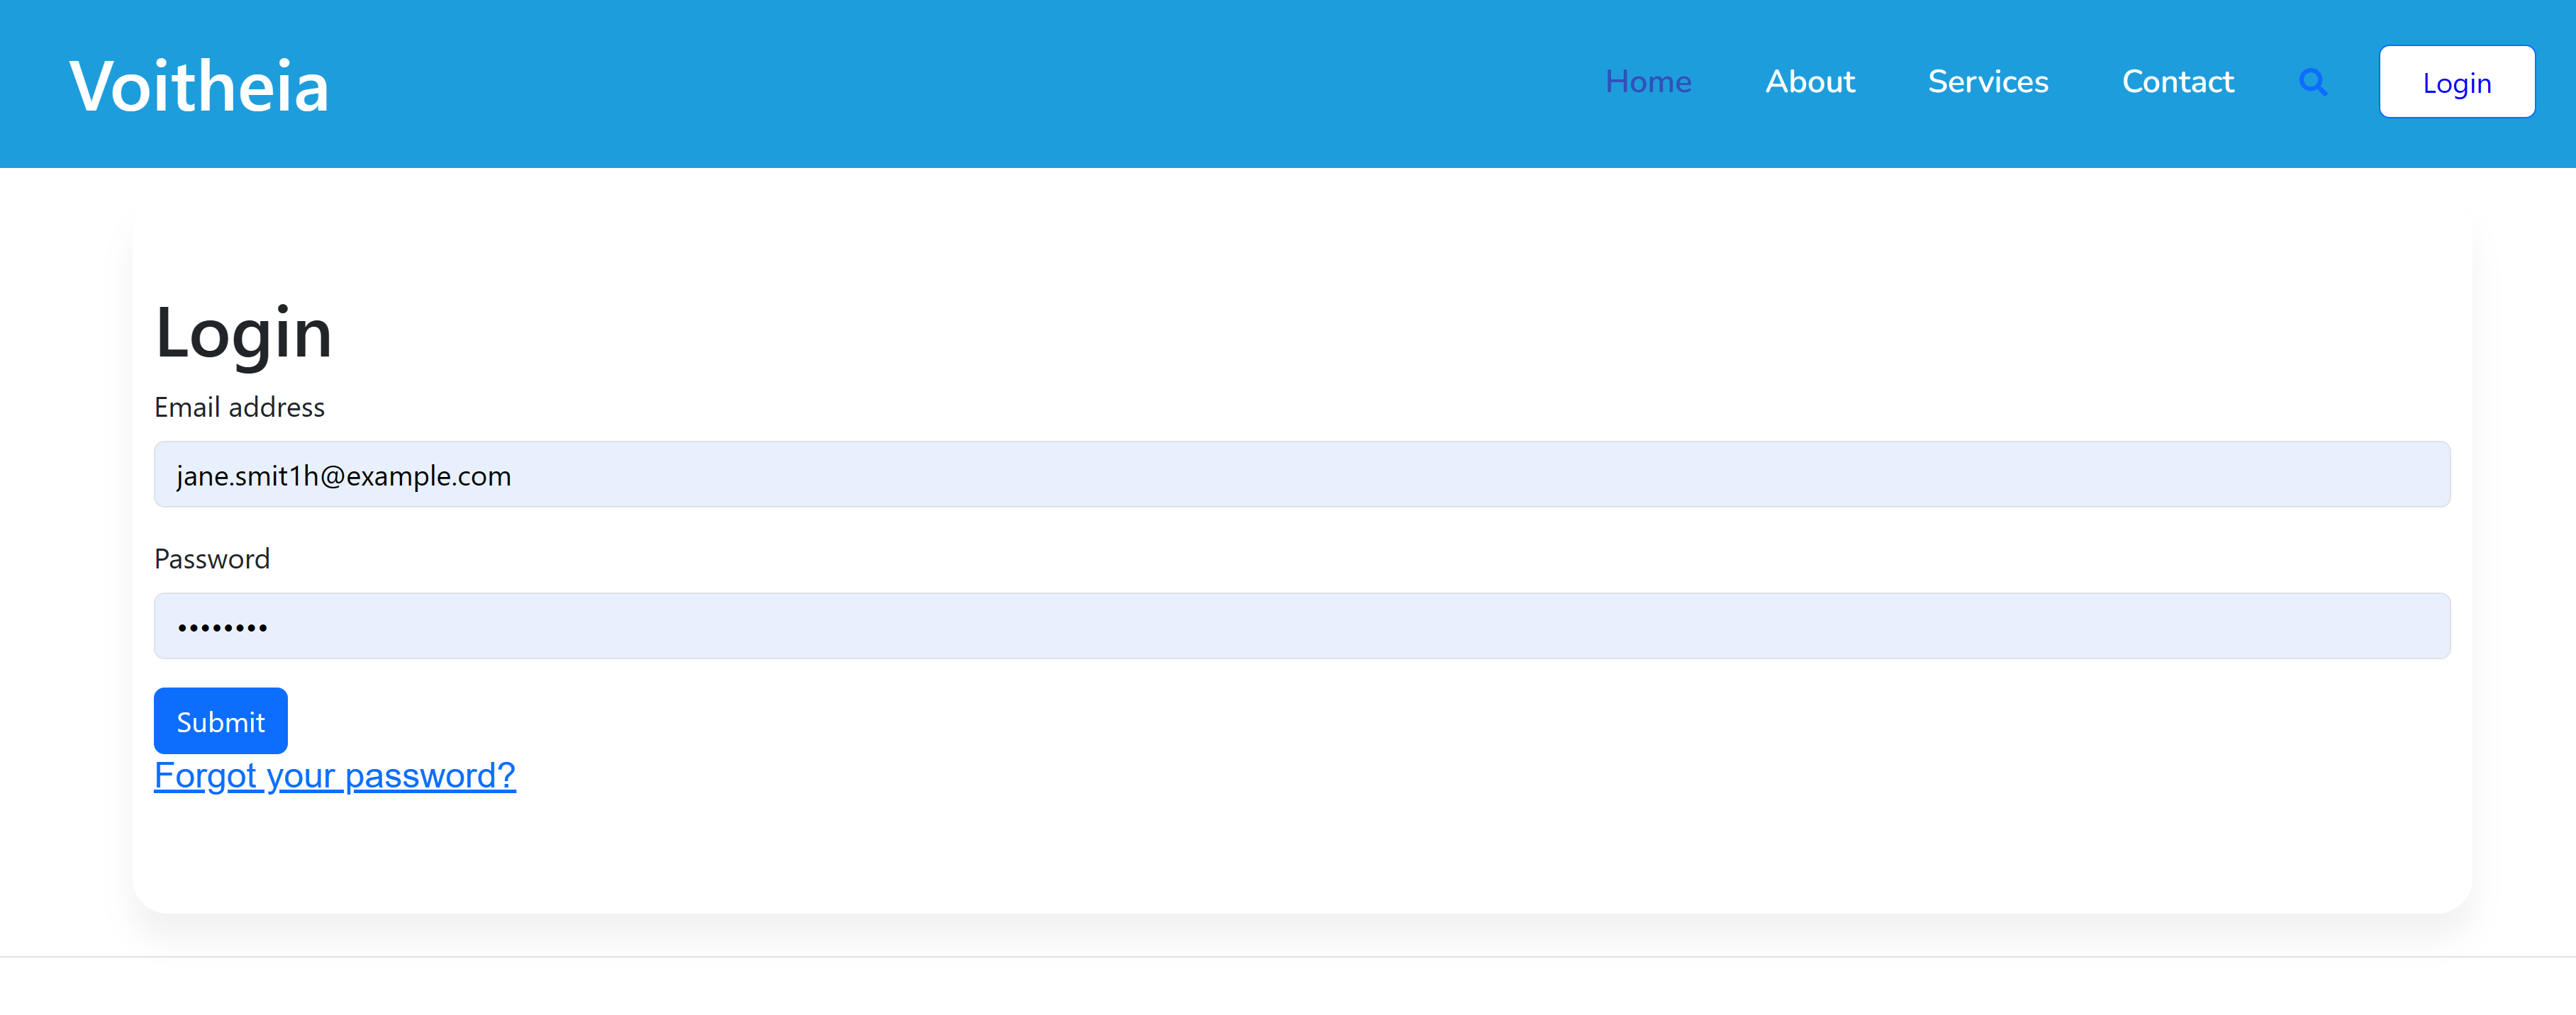 Voitheia Home About Services Contact Login
Login
Email address
jane.smit1h@example.com
Password
••••••••
Submit
Forgot your password?